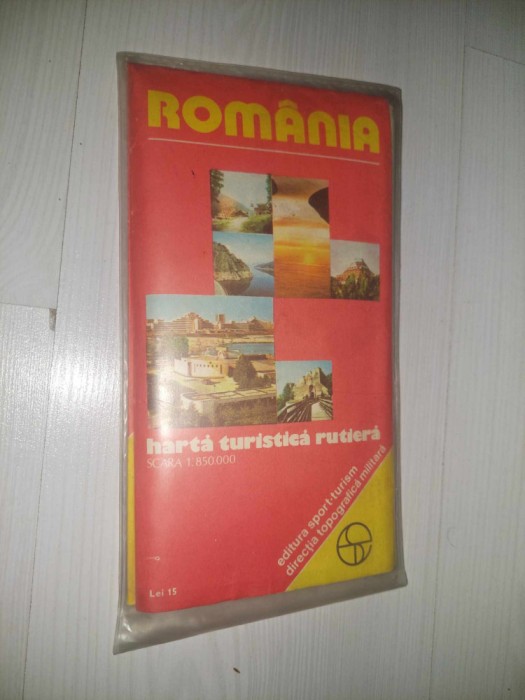 ROMÂNIA
hartă turistică rutieră
SCARA 1:850.000
editura sport-turism
direcția topografică militară
Lei 15